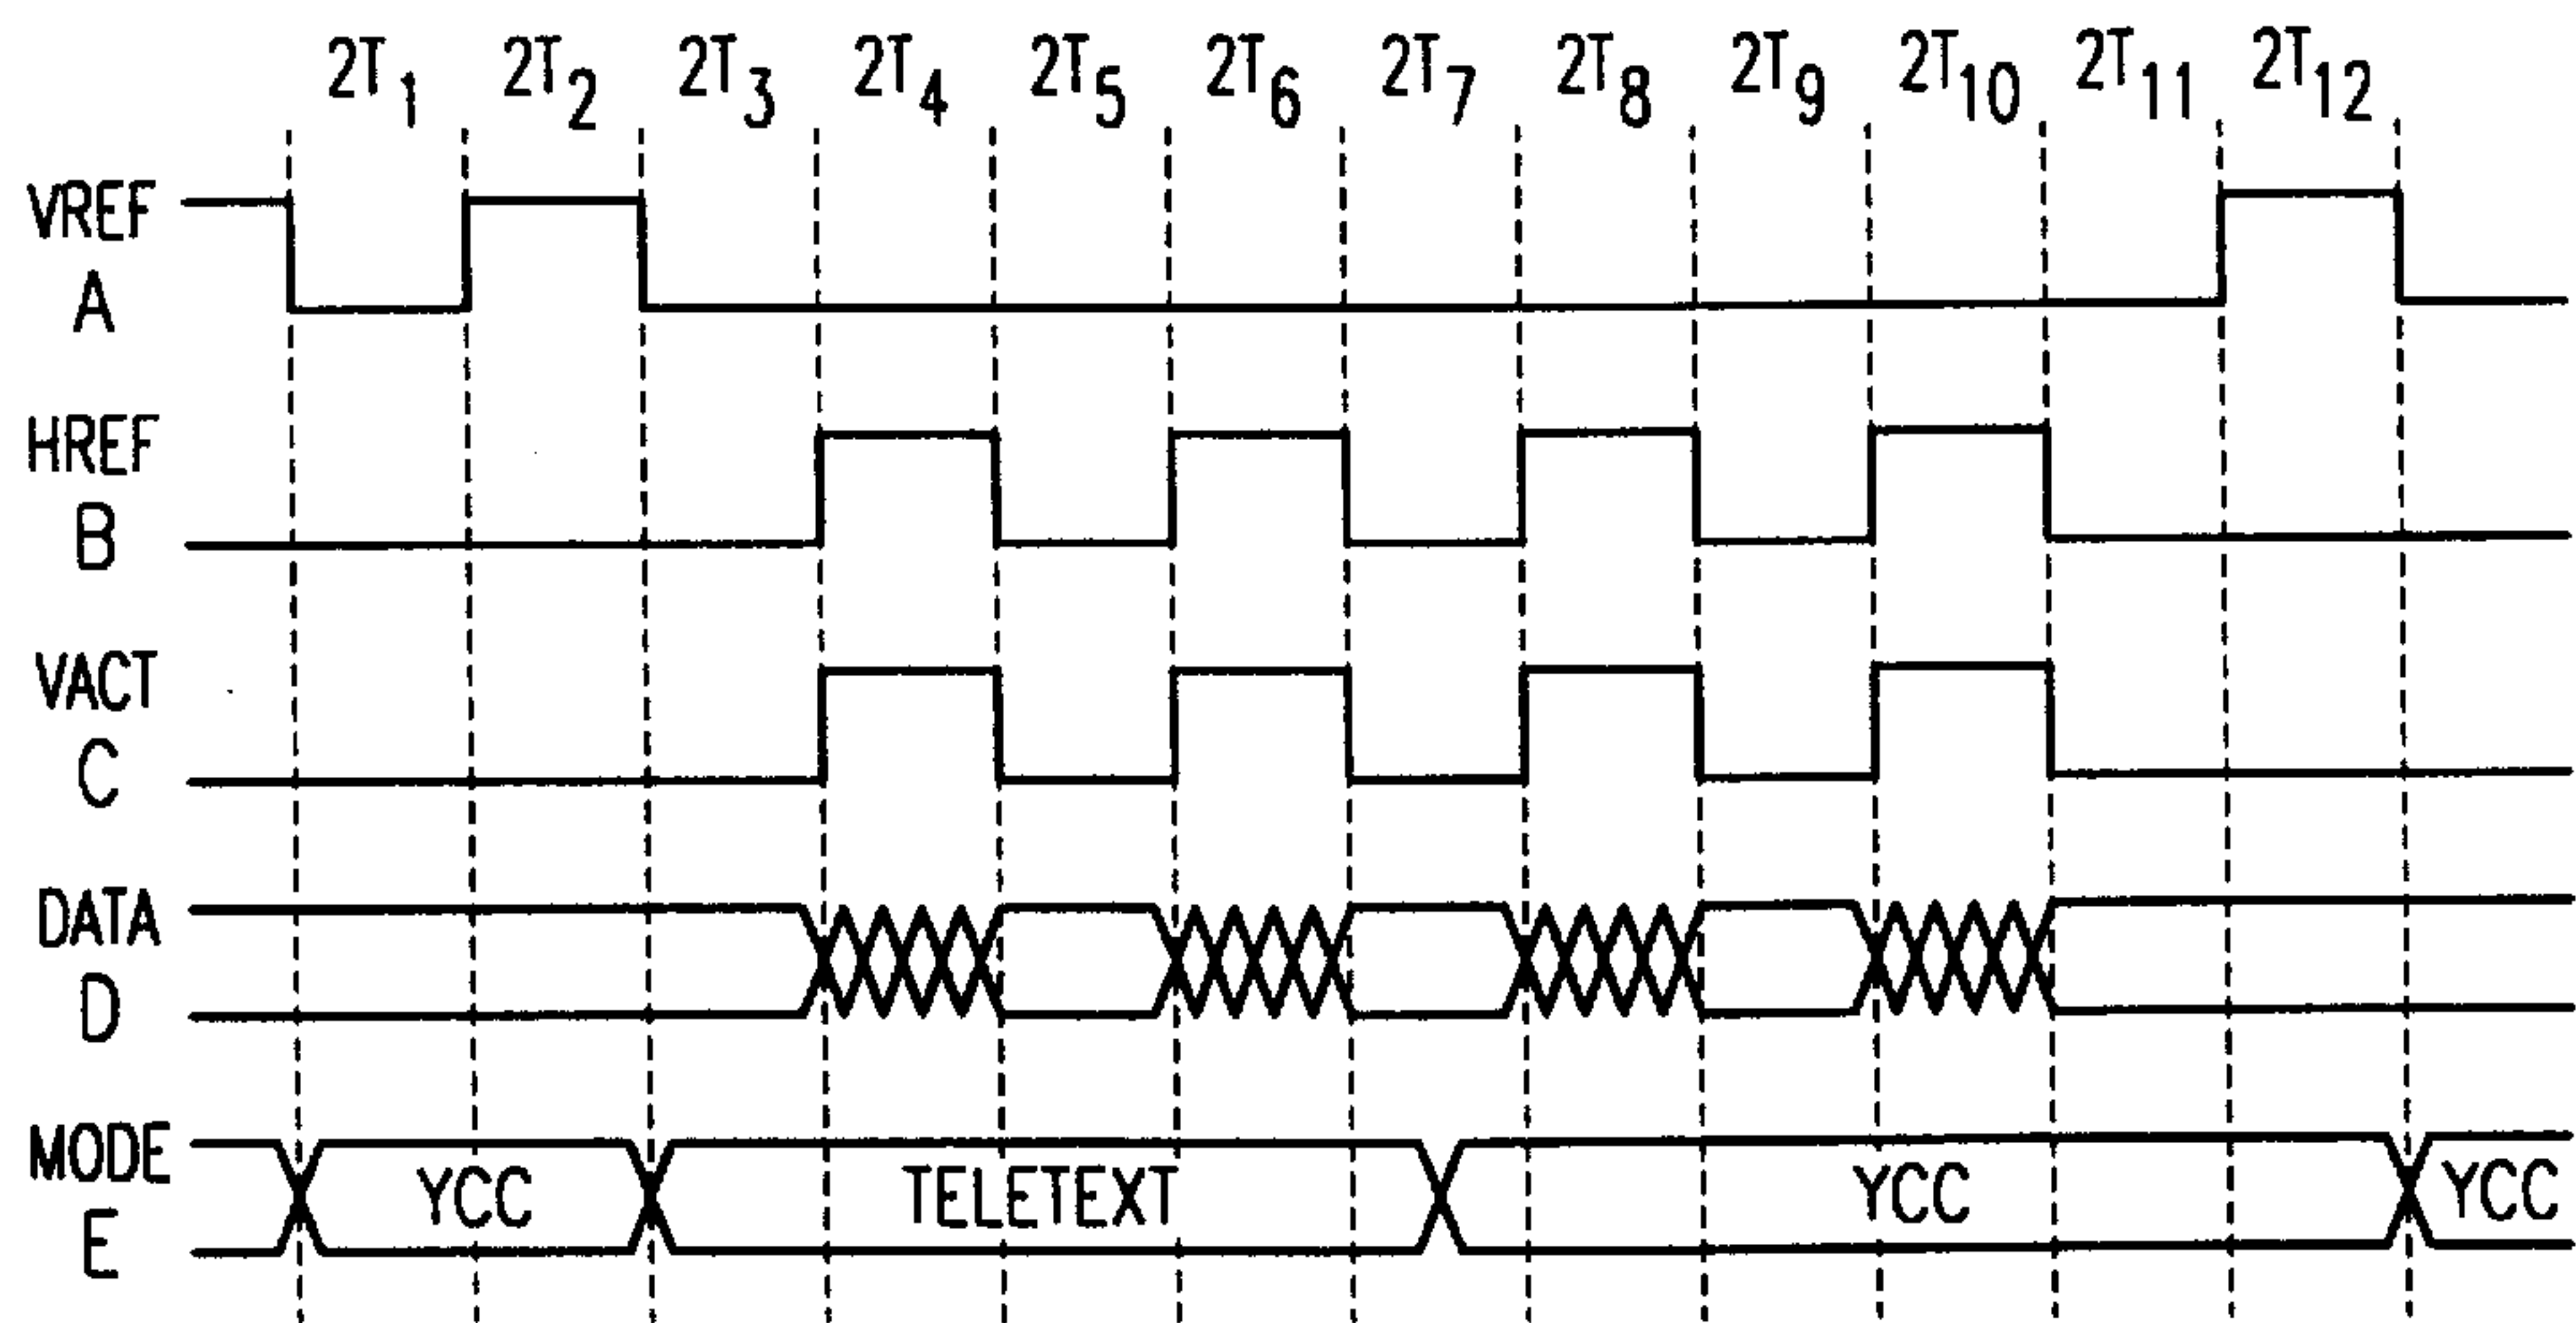 2T1 2T2 2T3 2T4 2T5 2T6 2T7 2T8 2T9 2T10 2T11 2T12
VREF
A
HREF
B
VACT
C
DATA
D
MODE YCC TELETEXT YCC YCC
E